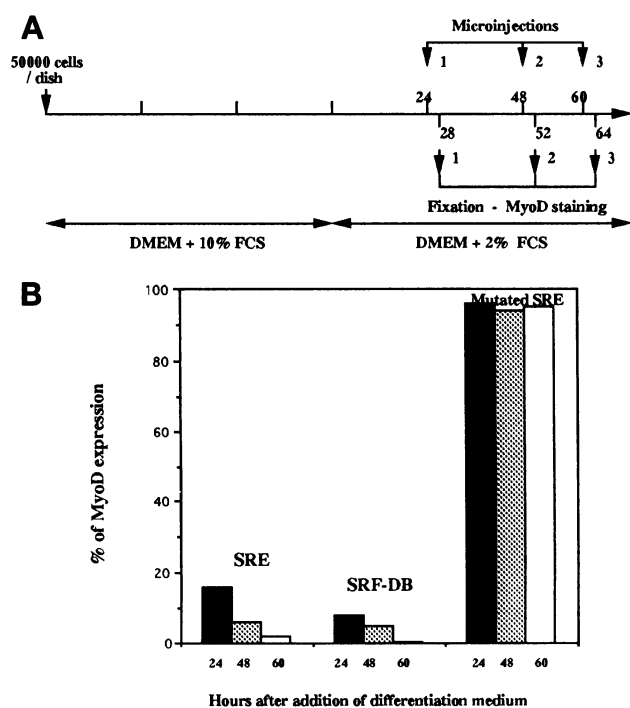 A
Microinjections
50000 cells
/ dish
1 2 3
24 48 60
28 52 64
1 2 3
Fixation - MyoD staining
DMEM + 10% FCS DMEM + 2% FCS
B
100
Mutated SRE
80
60
40
20
0
% of MyoD expression
SRE
SRF-DB
24 48 60 24 48 60 24 48 60
Hours after addition of differentiation medium